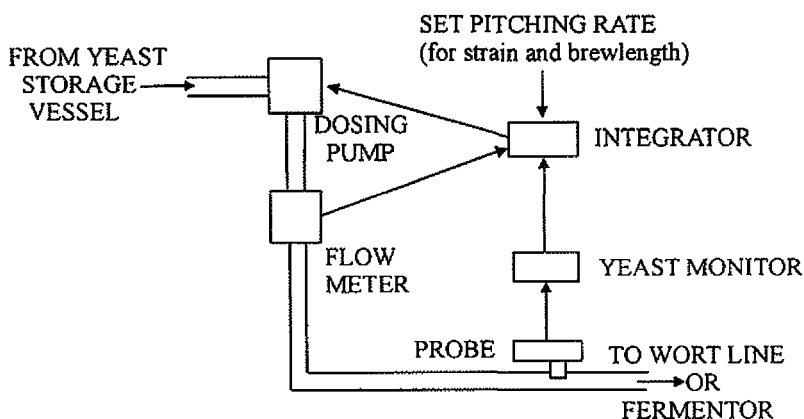 SET PITCHING RATE
(for strain and brewlength)
FROM YEAST
STORAGE
VESSEL
DOSING
PUMP
INTEGRATOR
FLOW
METER
YEAST MONITOR
PROBE
TO WORT LINE
OR
FERMENTOR